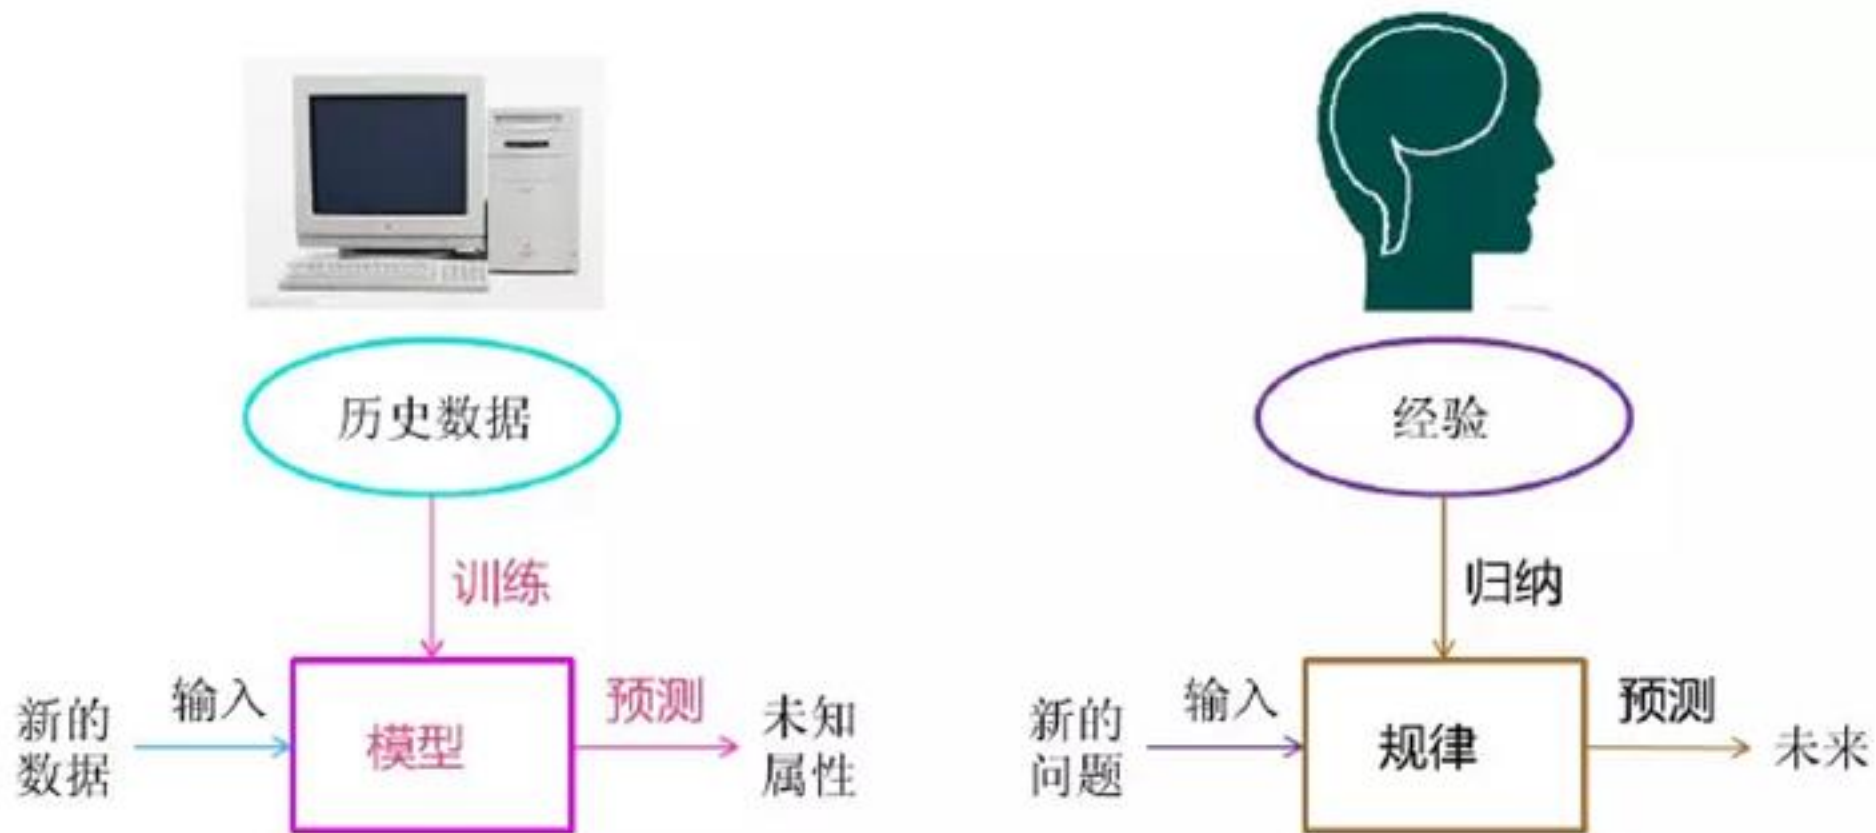 历史数据
训练
输入
新的
数据
模型
预测
未知
属性
经验
归纳
输入
新的
问题
规律
预测
未来